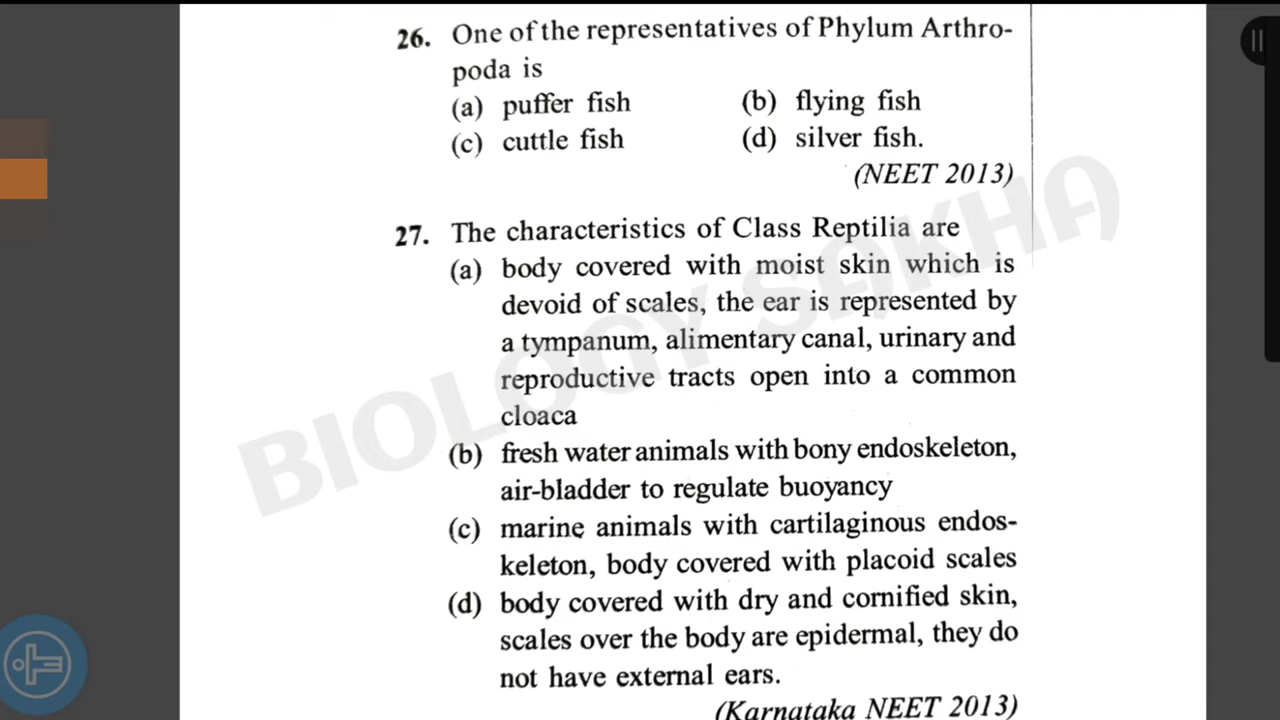 26. One of the representatives of Phylum Arthro-
poda is
(a) puffer fish (b) flying fish
(c) cuttle fish (d) silver fish.
(NEET 2013)
27. The characteristics of Class Reptilia are
(a) body covered with moist skin which is
devoid of scales, the ear is represented by
a tympanum, alimentary canal, urinary and
reproductive tracts open into a common
cloaca
(b) fresh water animals with bony endoskeleton,
air-bladder to regulate buoyancy
(c) marine animals with cartilaginous endos-
keleton, body covered with placoid scales
(d) body covered with dry and cornified skin,
scales over the body are epidermal, they do
not have external ears.
(Karnataka NEET 2013)
BIOLOGY SAKHA